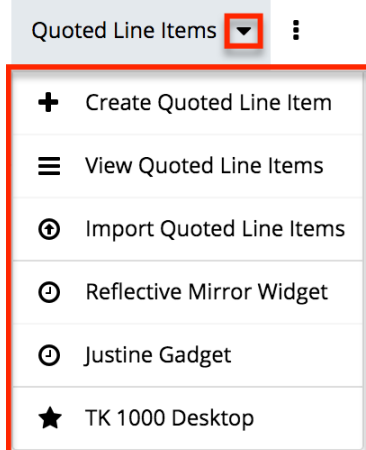 Quoted Line Items
Create Quoted Line Item
View Quoted Line Items
Import Quoted Line Items
Reflective Mirror Widget
Justine Gadget
TK 1000 Desktop